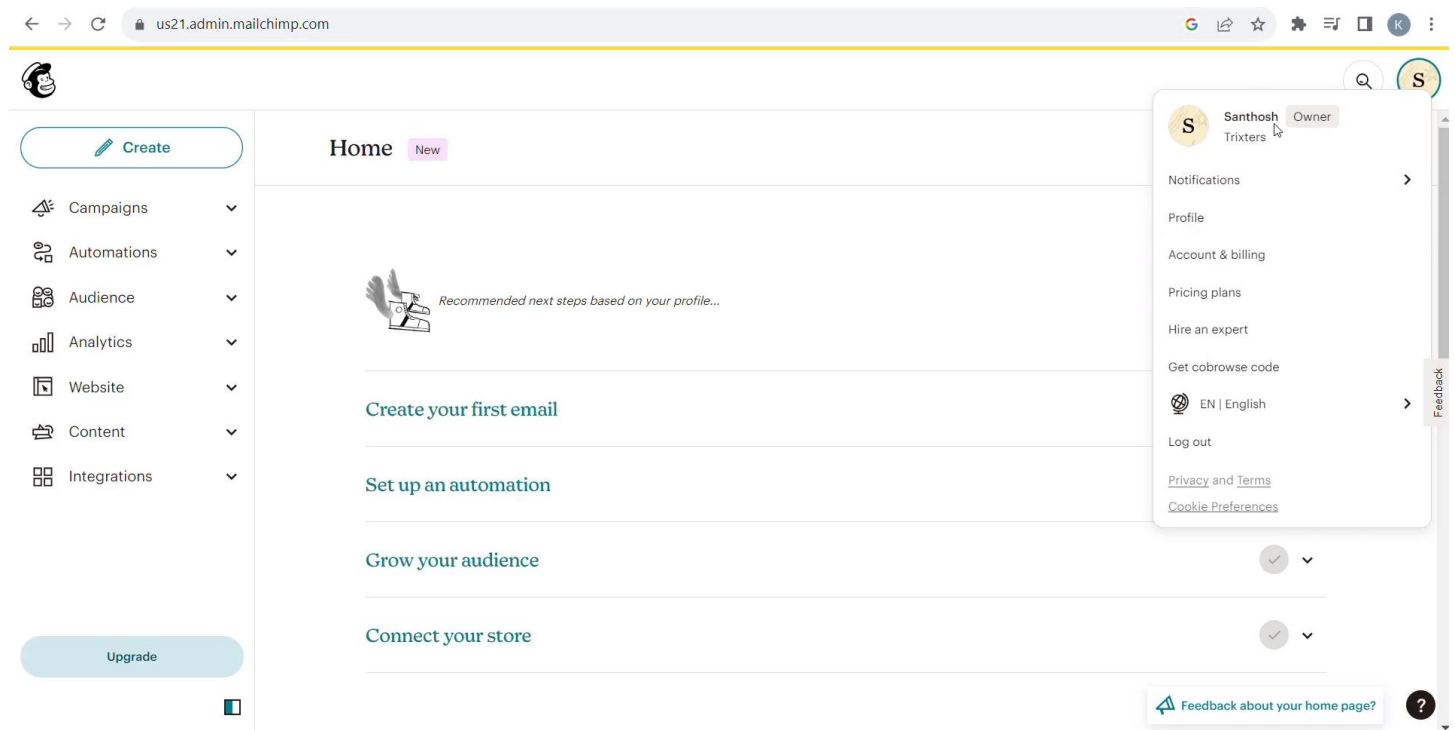 us21.admin.mailchimp.com
K
S
S
Santhosh Owner
Trixters
Create
Home New
Campaigns
Automations
Audience
Analytics
Website
Content
Integrations
Upgrade
Recommended next steps based on your profile...
Create your first email
Set up an automation
Grow your audience
Connect your store
Notifications
Profile
Account & billing
Pricing plans
Hire an expert
Get cobrowse code
EN | English
Log out
Privacy and Terms
Cookie Preferences
Feedback
Feedback about your home page?
?